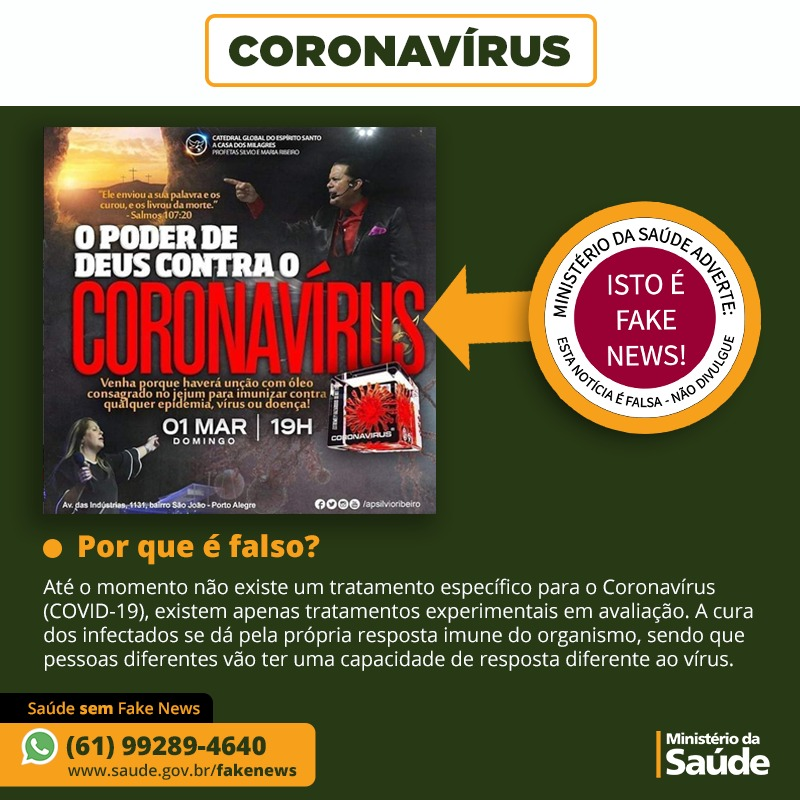 CORONAVÍRUS
CATEDRAL GLOBAL DO ESPÍRITO SANTO
A CASA DOS MILAGRES
PROFETAS SILVIO E MARIA RIBEIRO
"Ele enviou a sua palavra e os
curou, e os livrou da morte."
- Salmos 107:20
O PODER DE
DEUS CONTRA O
CORONAVÍRUS
Venha porque haverá unção com óleo
consagrado no jejum para imunizar contra
qualquer epidemia, vírus ou doença!
01 MAR | 19H
DOMINGO
CORONAVIRUS
Av. das Indústrias, 1131, bairro São João - Porto Alegre
/apsilvioribeiro
MINISTÉRIO DA SAÚDE ADVERTE:
ISTO É
FAKE
NEWS!
ESTA NOTÍCIA É FALSA - NÃO DIVULGUE
Por que é falso?
Até o momento não existe um tratamento específico para o Coronavírus
(COVID-19), existem apenas tratamentos experimentais em avaliação. A cura
dos infectados se dá pela própria resposta imune do organismo, sendo que
pessoas diferentes vão ter uma capacidade de resposta diferente ao vírus.
Saúde sem Fake News
(61) 99289-4640
www.saude.gov.br/fakenews
Ministério da
Saúde